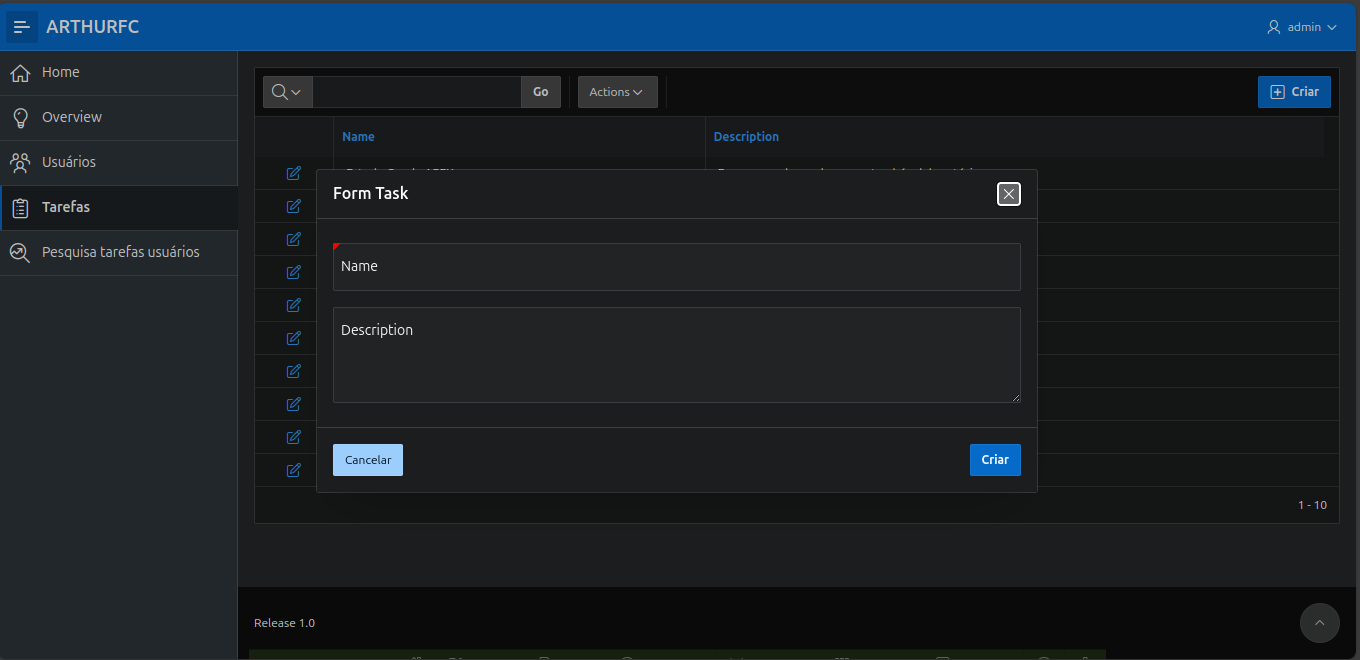 ARTHURFC
admin
Home
Overview
Usuários
Tarefas
Pesquisa tarefas usuários
Go
Actions
Criar
Name
Description
Form Task
Name
Description
Cancelar
Criar
1 - 10
Release 1.0